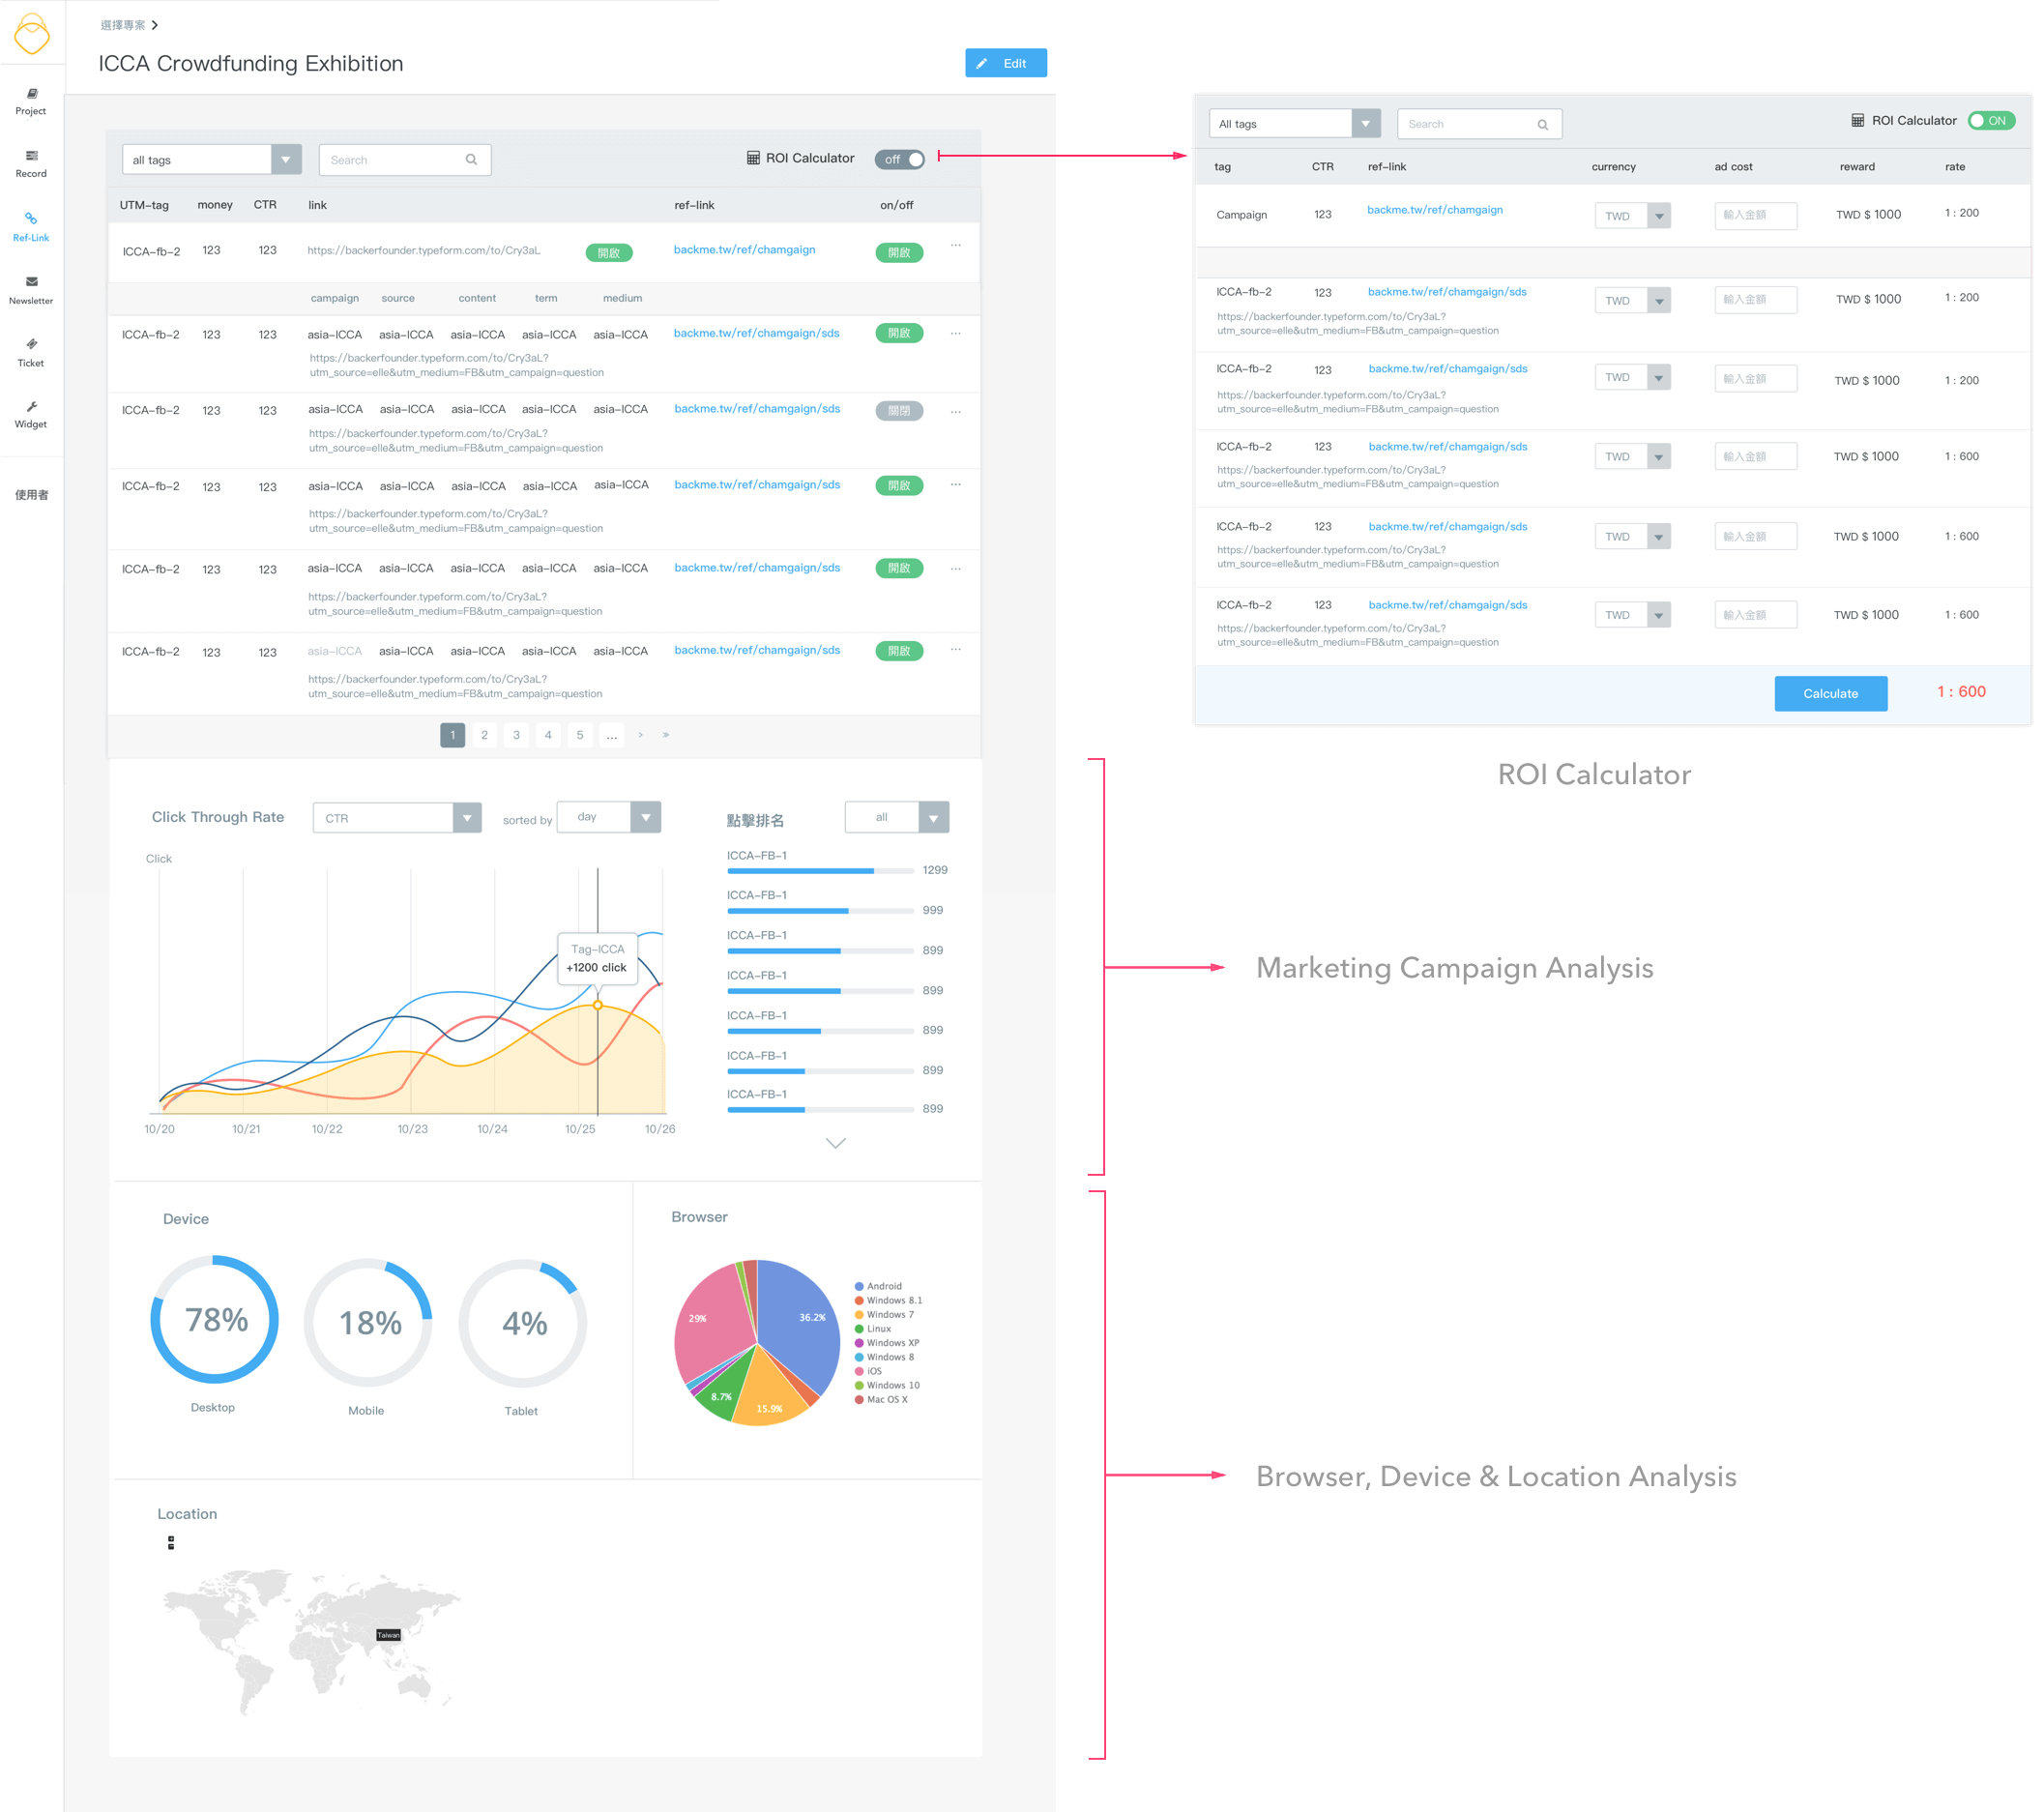 選擇專案
ICCA Crowdfunding Exhibition
Edit
Project
Record
Ref-Link
Newsletter
Ticket
Widget
使用者
all tags
Search
ROI Calculator
off
UTM-tag money CTR link ref-link on/off
ICCA-fb-2 123 123 https://backerfounder.typeform.com/to/Cry3aL 開啟 backme.tw/ref/chamgaign 開啟 ...
campaign source content term medium
ICCA-fb-2 123 123 asia-ICCA asia-ICCA asia-ICCA asia-ICCA asia-ICCA backme.tw/ref/chamgaign/sds 開啟 ...
https://backerfounder.typeform.com/to/Cry3aL?
utm_source=elle&utm_medium=FB&utm_campaign=question
ICCA-fb-2 123 123 asia-ICCA asia-ICCA asia-ICCA asia-ICCA asia-ICCA backme.tw/ref/chamgaign/sds 關閉 ...
https://backerfounder.typeform.com/to/Cry3aL?
utm_source=elle&utm_medium=FB&utm_campaign=question
ICCA-fb-2 123 123 asia-ICCA asia-ICCA asia-ICCA asia-ICCA asia-ICCA backme.tw/ref/chamgaign/sds 開啟 ...
https://backerfounder.typeform.com/to/Cry3aL?
utm_source=elle&utm_medium=FB&utm_campaign=question
ICCA-fb-2 123 123 asia-ICCA asia-ICCA asia-ICCA asia-ICCA asia-ICCA backme.tw/ref/chamgaign/sds 開啟 ...
https://backerfounder.typeform.com/to/Cry3aL?
utm_source=elle&utm_medium=FB&utm_campaign=question
ICCA-fb-2 123 123 asia-ICCA asia-ICCA asia-ICCA asia-ICCA asia-ICCA backme.tw/ref/chamgaign/sds 開啟 ...
https://backerfounder.typeform.com/to/Cry3aL?
utm_source=elle&utm_medium=FB&utm_campaign=question
1 2 3 4 5 ... › »
Click Through Rate CTR sorted by day
Click
Tag-ICCA
+1200 click
10/20 10/21 10/22 10/23 10/24 10/25 10/26
點擊排名 all
ICCA-FB-1
1299
ICCA-FB-1
999
ICCA-FB-1
899
ICCA-FB-1
899
ICCA-FB-1
899
ICCA-FB-1
899
ICCA-FB-1
899
Device
78% 18% 4%
Desktop Mobile Tablet
Browser
36.2%
29%
8.7%
15.9%
Android
Windows 8.1
Windows 7
Linux
Windows XP
Windows 8
iOS
Windows 10
Mac OS X
Location
Taiwan
All tags
Search
ROI Calculator
ON
tag CTR ref-link currency ad cost reward rate
Campaign 123 backme.tw/ref/chamgaign TWD 輸入金額 TWD $ 1000 1 : 200
ICCA-fb-2 123 backme.tw/ref/chamgaign/sds TWD 輸入金額 TWD $ 1000 1 : 200
https://backerfounder.typeform.com/to/Cry3aL?
utm_source=elle&utm_medium=FB&utm_campaign=question
ICCA-fb-2 123 backme.tw/ref/chamgaign/sds TWD 輸入金額 TWD $ 1000 1 : 200
https://backerfounder.typeform.com/to/Cry3aL?
utm_source=elle&utm_medium=FB&utm_campaign=question
ICCA-fb-2 123 backme.tw/ref/chamgaign/sds TWD 輸入金額 TWD $ 1000 1 : 600
https://backerfounder.typeform.com/to/Cry3aL?
utm_source=elle&utm_medium=FB&utm_campaign=question
ICCA-fb-2 123 backme.tw/ref/chamgaign/sds TWD 輸入金額 TWD $ 1000 1 : 600
https://backerfounder.typeform.com/to/Cry3aL?
utm_source=elle&utm_medium=FB&utm_campaign=question
ICCA-fb-2 123 backme.tw/ref/chamgaign/sds TWD 輸入金額 TWD $ 1000 1 : 600
https://backerfounder.typeform.com/to/Cry3aL?
utm_source=elle&utm_medium=FB&utm_campaign=question
Calculate 1 : 600
ROI Calculator
Marketing Campaign Analysis
Browser, Device & Location Analysis